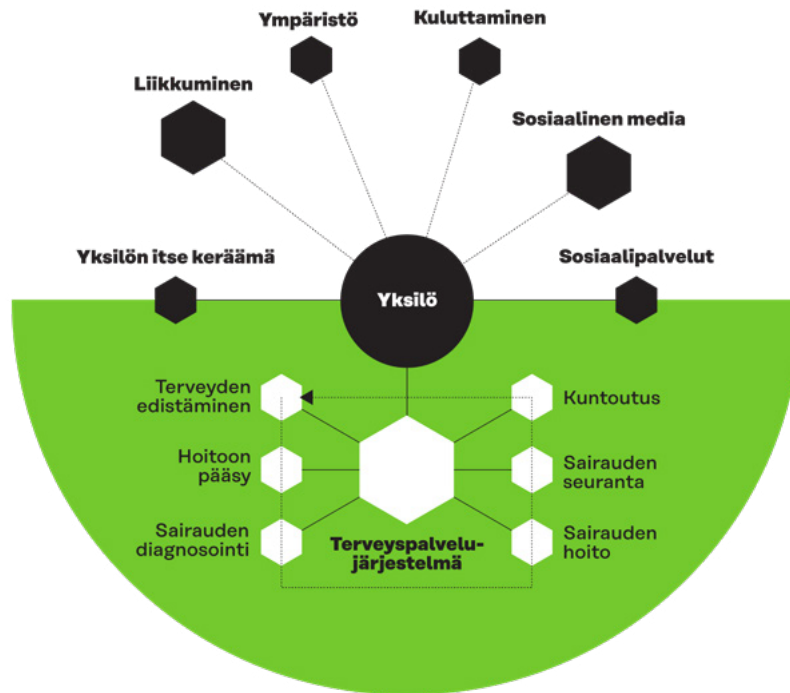 Ympäristö
Kuluttaminen
Liikkuminen
Sosiaalinen media
Yksilön itse keräämä
Yksilö
Sosiaalipalvelut
Terveyden
edistäminen
Kuntoutus
Hoitoon
pääsy
Sairauden
seuranta
Sairauden
diagnosointi
Terveyspalvelu-
järjestelmä
Sairauden
hoito